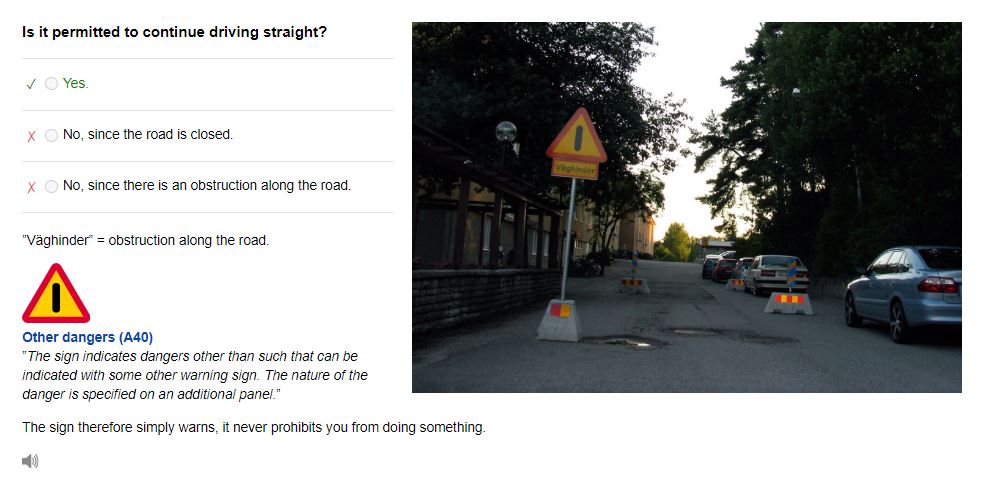 Is it permitted to continue driving straight?
Yes.
No, since the road is closed.
No, since there is an obstruction along the road.
”Väghinder” = obstruction along the road.
Other dangers (A40)
”The sign indicates dangers other than such that can be
indicated with some other warning sign. The nature of the
danger is specified on an additional panel.”
The sign therefore simply warns, it never prohibits you from doing something.
Väghinder